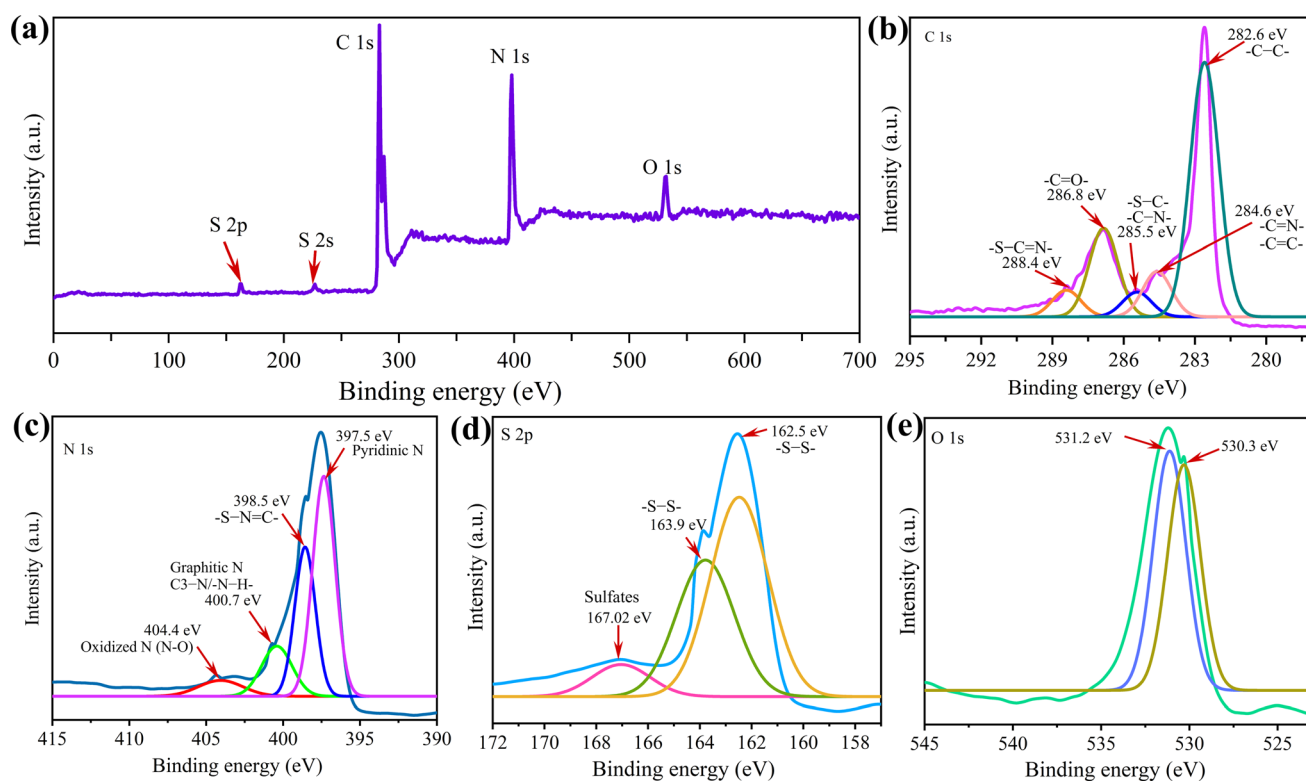 (a)
C 1s
N 1s
O 1s
S 2p
S 2s
Intensity (a.u.)
0 100 200 300 400 500 600 700
Binding energy (eV)
(b)
C 1s
282.6 eV
-C−C-
-C=O-
286.8 eV
-S−C-
-C−N-
285.5 eV
284.6 eV
-C=N-
-C=C-
-S−C=N-
288.4 eV
Intensity (a.u.)
295 292 289 286 283 280
Binding energy (eV)
(c)
N 1s
397.5 eV
Pyridinic N
398.5 eV
-S−N=C-
Graphitic N
C3−N/-N−H-
400.7 eV
404.4 eV
Oxidized N (N-O)
Intensity (a.u.)
415 410 405 400 395 390
Binding energy (eV)
(d)
S 2p
162.5 eV
-S−S-
-S−S-
163.9 eV
Sulfates
167.02 eV
Intensity (a.u.)
172 170 168 166 164 162 160 158
Binding energy (eV)
(e)
O 1s
531.2 eV
530.3 eV
Intensity (a.u.)
545 540 535 530 525
Binding energy (eV)